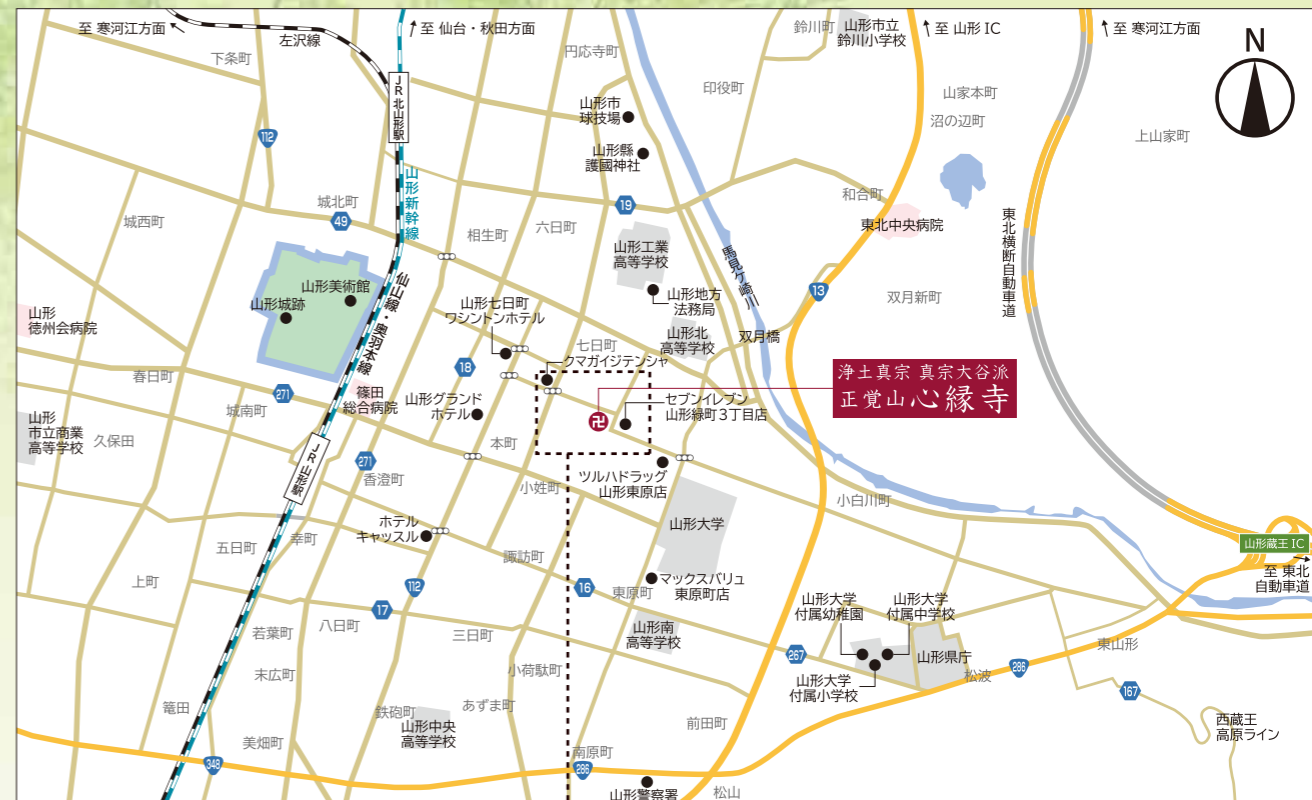 至 寒河江方面
左沢線
至 仙台・秋田方面
下条町
円応寺町
鈴川町
山形市立
鈴川小学校
至 山形 IC
至 寒河江方面
N
JR北山形駅
印役町
山家本町
沼の辺町
上山家町
山形市
球技場
山形縣
護國神社
112
山形新幹線
城北町
49
城西町
相生町
六日町
19
和合町
東北中央病院
東北横断自動車道
山形工業
高等学校
馬見ケ崎川
山形美術館
山形城跡
仙山線・奥羽本線
山形
徳州会病院
山形七日町
ワシントンホテル
山形地方
法務局
13
双月新町
山形北
高等学校
双月橋
七日町
クマガイジテンシャ
18
春日町
271
城南町
篠田
総合病院
山形グランド
ホテル
卍
セブンイレブン
山形緑町3丁目店
浄土真宗 真宗大谷派
正覚山 心縁寺
山形
市立商業
高等学校
久保田
本町
JR山形駅
271
香澄町
小姓町
ツルハドラッグ
山形東原店
小白川町
山形大学
ホテル
キャッスル
五日町
幸町
諏訪町
山形蔵王 IC
至 東北
自動車道
上町
112
16
東原町
マックスバリュ
東原町店
17
山形大学
付属幼稚園
山形大学
付属中学校
若葉町
八日町
三日町
山形南
高等学校
267
山形県庁
東山形
末広町
小荷駄町
山形大学
付属小学校
松波
286
167
篭田
鉄砲町
あずま町
山形中央
高等学校
前田町
西蔵王
高原ライン
美畑町
南原町
348
286
山形警察署
松山